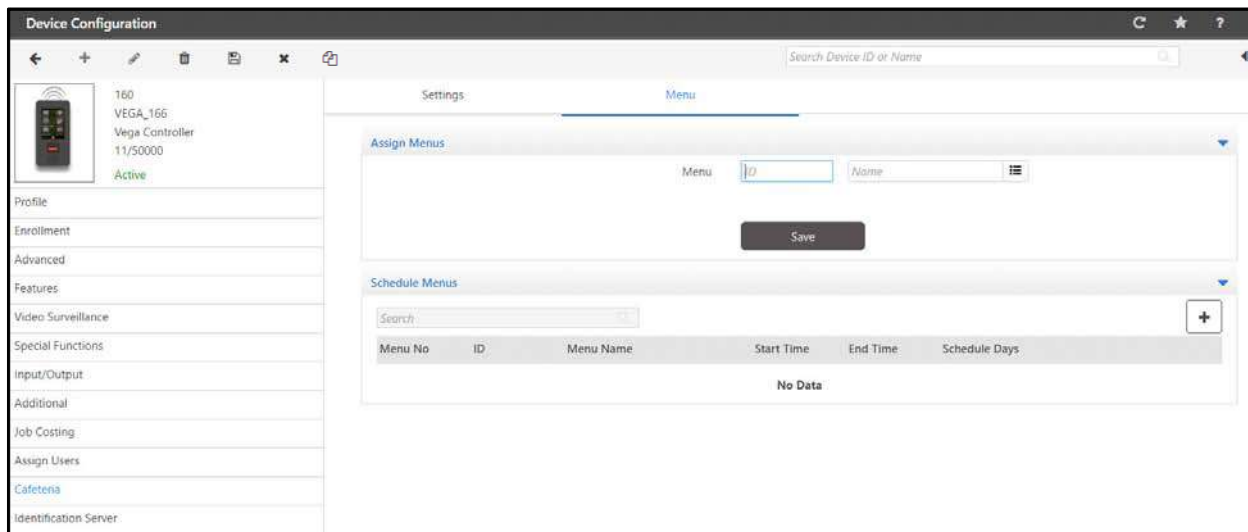 Device Configuration
?
Search Device ID or Name
160
VEGA_166
Vega Controller
11/50000
Active
Profile
Enrollment
Advanced
Features
Video Surveillance
Special Functions
Input/Output
Additional
Job Costing
Assign Users
Cafeteria
Identification Server
Settings Menu
Assign Menus
Menu ID Name
Save
Schedule Menus
Search
Menu No ID Menu Name Start Time End Time Schedule Days
No Data